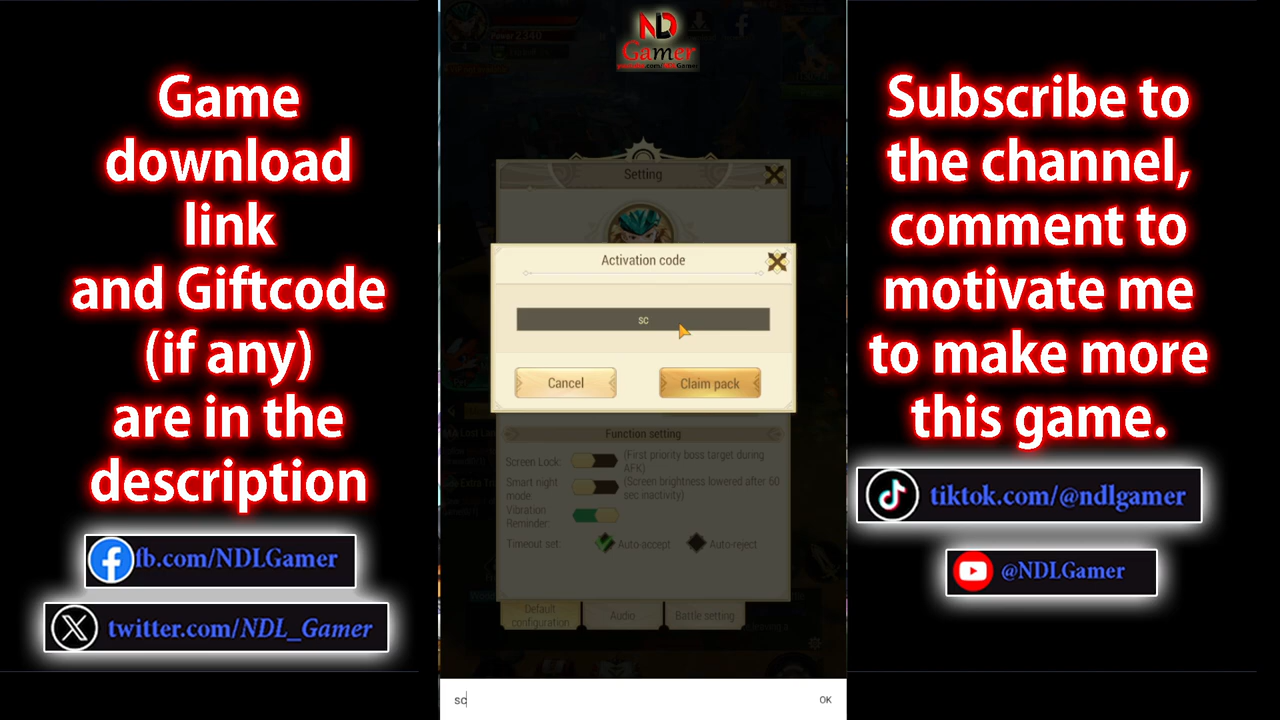 Game
download
link
and Giftcode
(if any)
are in the
description
fb.com/NDLGamer
twitter.com/NDL_Gamer
ND
Gamer
Power2340
Setting
Activation code
sc
Cancel
Claim pack
Function setting
Screen Lock:
(First priority boss target during
AFK)
Smart night
mode:
(Screen brightness lowered after 60
sec inactivity)
Vibration
Reminder:
Timeout set
Auto-accept
Auto-reject
Default
configuration
Audio
Battle setting
sc
OK
Subscribe to
the channel,
comment to
motivate me
to make more
this game.
tiktok.com/@ndlgamer
@NDLGamer